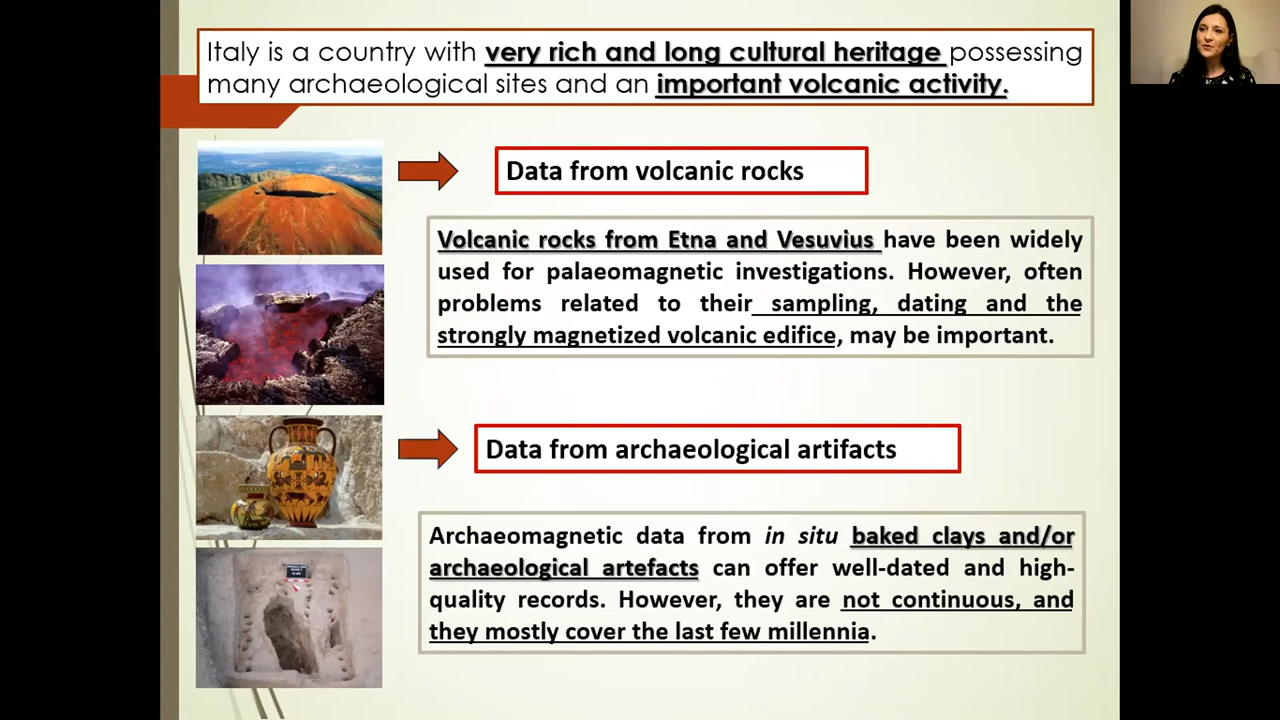 Italy is a country with very rich and long cultural heritage possessing
many archaeological sites and an important volcanic activity.
Data from volcanic rocks
Volcanic rocks from Etna and Vesuvius have been widely
used for palaeomagnetic investigations. However, often
problems related to their sampling, dating and the
strongly magnetized volcanic edifice, may be important.
Data from archaeological artifacts
Archaeomagnetic data from in situ baked clays and/or
archaeological artefacts can offer well-dated and high-
quality records. However, they are not continuous, and
they mostly cover the last few millennia.